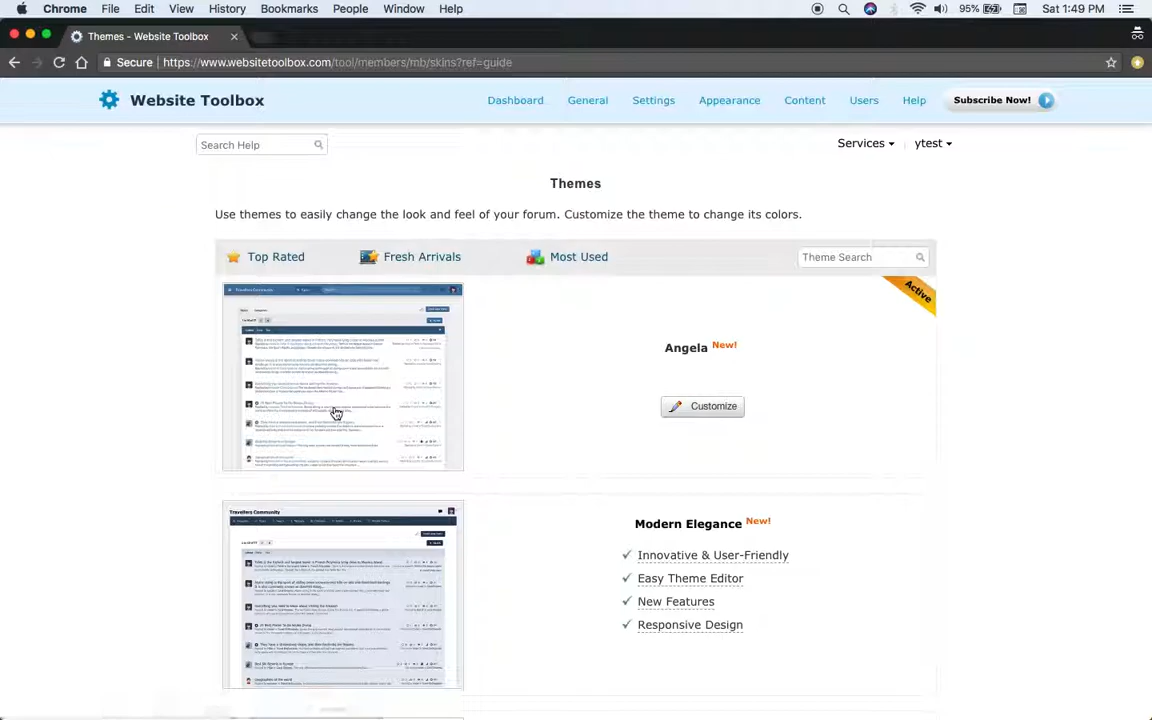 Chrome File Edit View History Bookmarks People Window Help 95% Sat 1:49 PM
Themes - Website Toolbox
Secure https://www.websitetoolbox.com/tool/members/mb/skins?ref=guide
Website Toolbox Dashboard General Settings Appearance Content Users Help Subscribe Now!
Search Help Services ytest
Themes
Use themes to easily change the look and feel of your forum. Customize the theme to change its colors.
Top Rated Fresh Arrivals Most Used Theme Search
Active
Angela New!
Customize
Travellers Community
Modern Elegance New!
Innovative & User-Friendly
Easy Theme Editor
New Features
Responsive Design